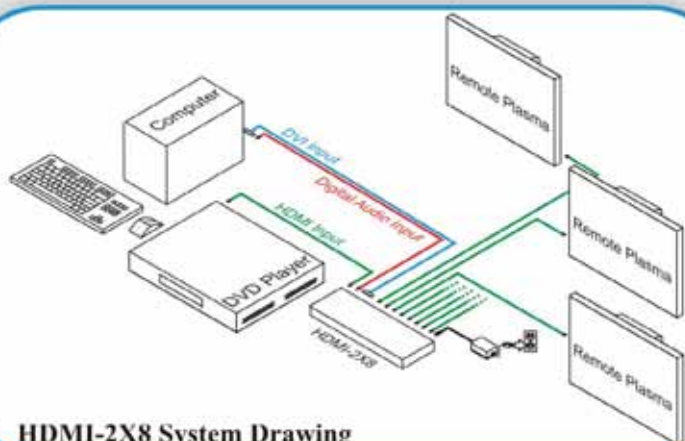 Remote Plasma
Computer
DVI Input
Digital Audio Input
Remote Plasma
HDMI Input
DVD Player
HDMI-2X8
Remote Plasma
HDMI-2X8 System Drawing